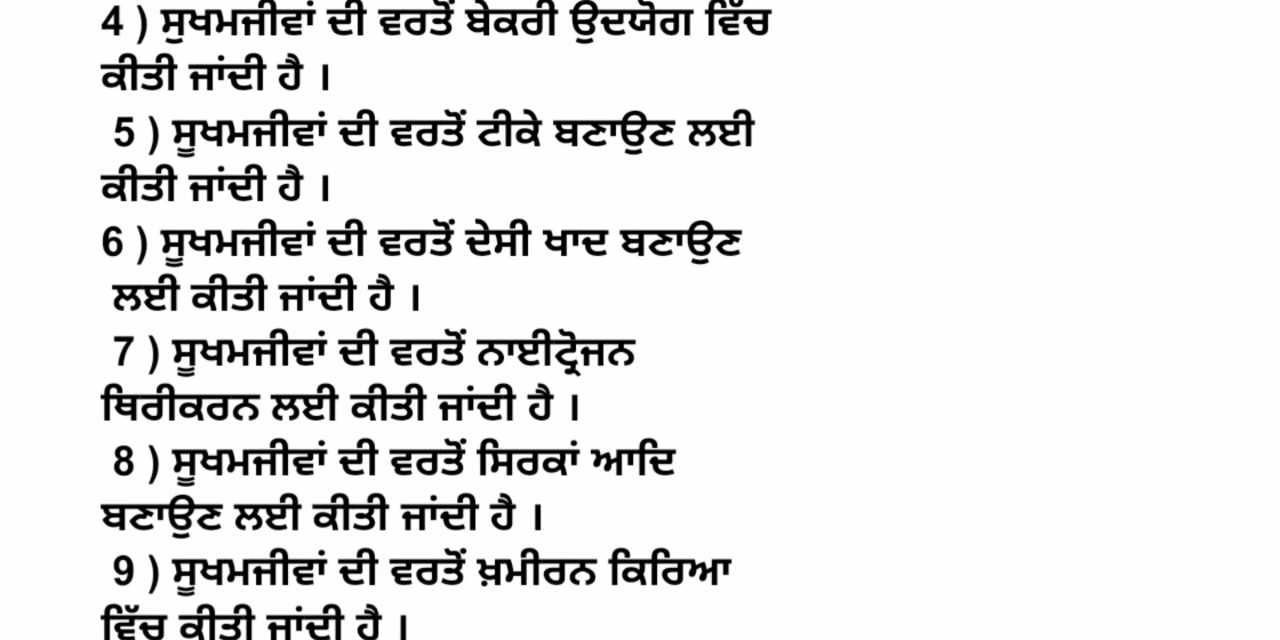 4 ) ਸੁਖਮਜੀਵਾਂ ਦੀ ਵਰਤੋਂ ਬੇਕਰੀ ਉਦਯੋਗ ਵਿੱਚ
ਕੀਤੀ ਜਾਂਦੀ ਹੈ ।
5 ) ਸੂਖਮਜੀਵਾਂ ਦੀ ਵਰਤੋਂ ਟੀਕੇ ਬਣਾਉਣ ਲਈ
ਕੀਤੀ ਜਾਂਦੀ ਹੈ ।
6 ) ਸੂਖਮਜੀਵਾਂ ਦੀ ਵਰਤੋਂ ਦੇਸੀ ਖਾਦ ਬਣਾਉਣ
ਲਈ ਕੀਤੀ ਜਾਂਦੀ ਹੈ ।
7 ) ਸੂਖਮਜੀਵਾਂ ਦੀ ਵਰਤੋਂ ਨਾਈਟ੍ਰੋਜਨ
ਥਿਰੀਕਰਨ ਲਈ ਕੀਤੀ ਜਾਂਦੀ ਹੈ ।
8 ) ਸੂਖਮਜੀਵਾਂ ਦੀ ਵਰਤੋਂ ਸਿਰਕਾਂ ਆਦਿ
ਬਣਾਉਣ ਲਈ ਕੀਤੀ ਜਾਂਦੀ ਹੈ ।
9 ) ਸੂਖਮਜੀਵਾਂ ਦੀ ਵਰਤੋਂ ਖ਼ਮੀਰਨ ਕਿਰਿਆ
ਵਿੱਚ ਕੀਤੀ ਜਾਂਦੀ ਹੈ ।